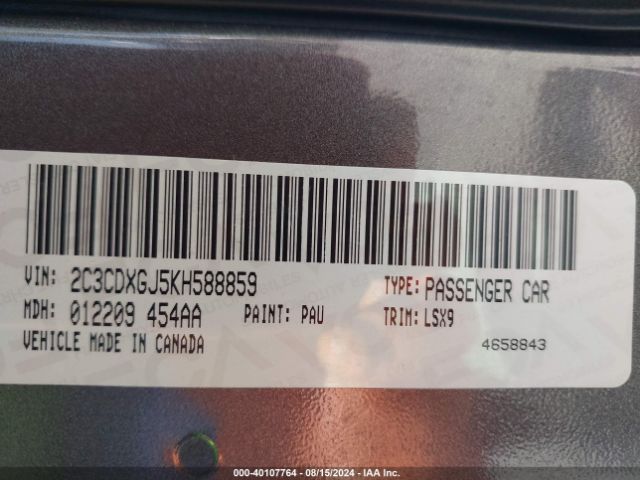 VIN: 2C3CDXGJ5KH588859 TYPE: PASSENGER CAR
MDH: 012209 454AA PAINT: PAU TRIM: LSX9
VEHICLE MADE IN CANADA 4658843
000-40107764 - 08/15/2024 - IAA Inc.